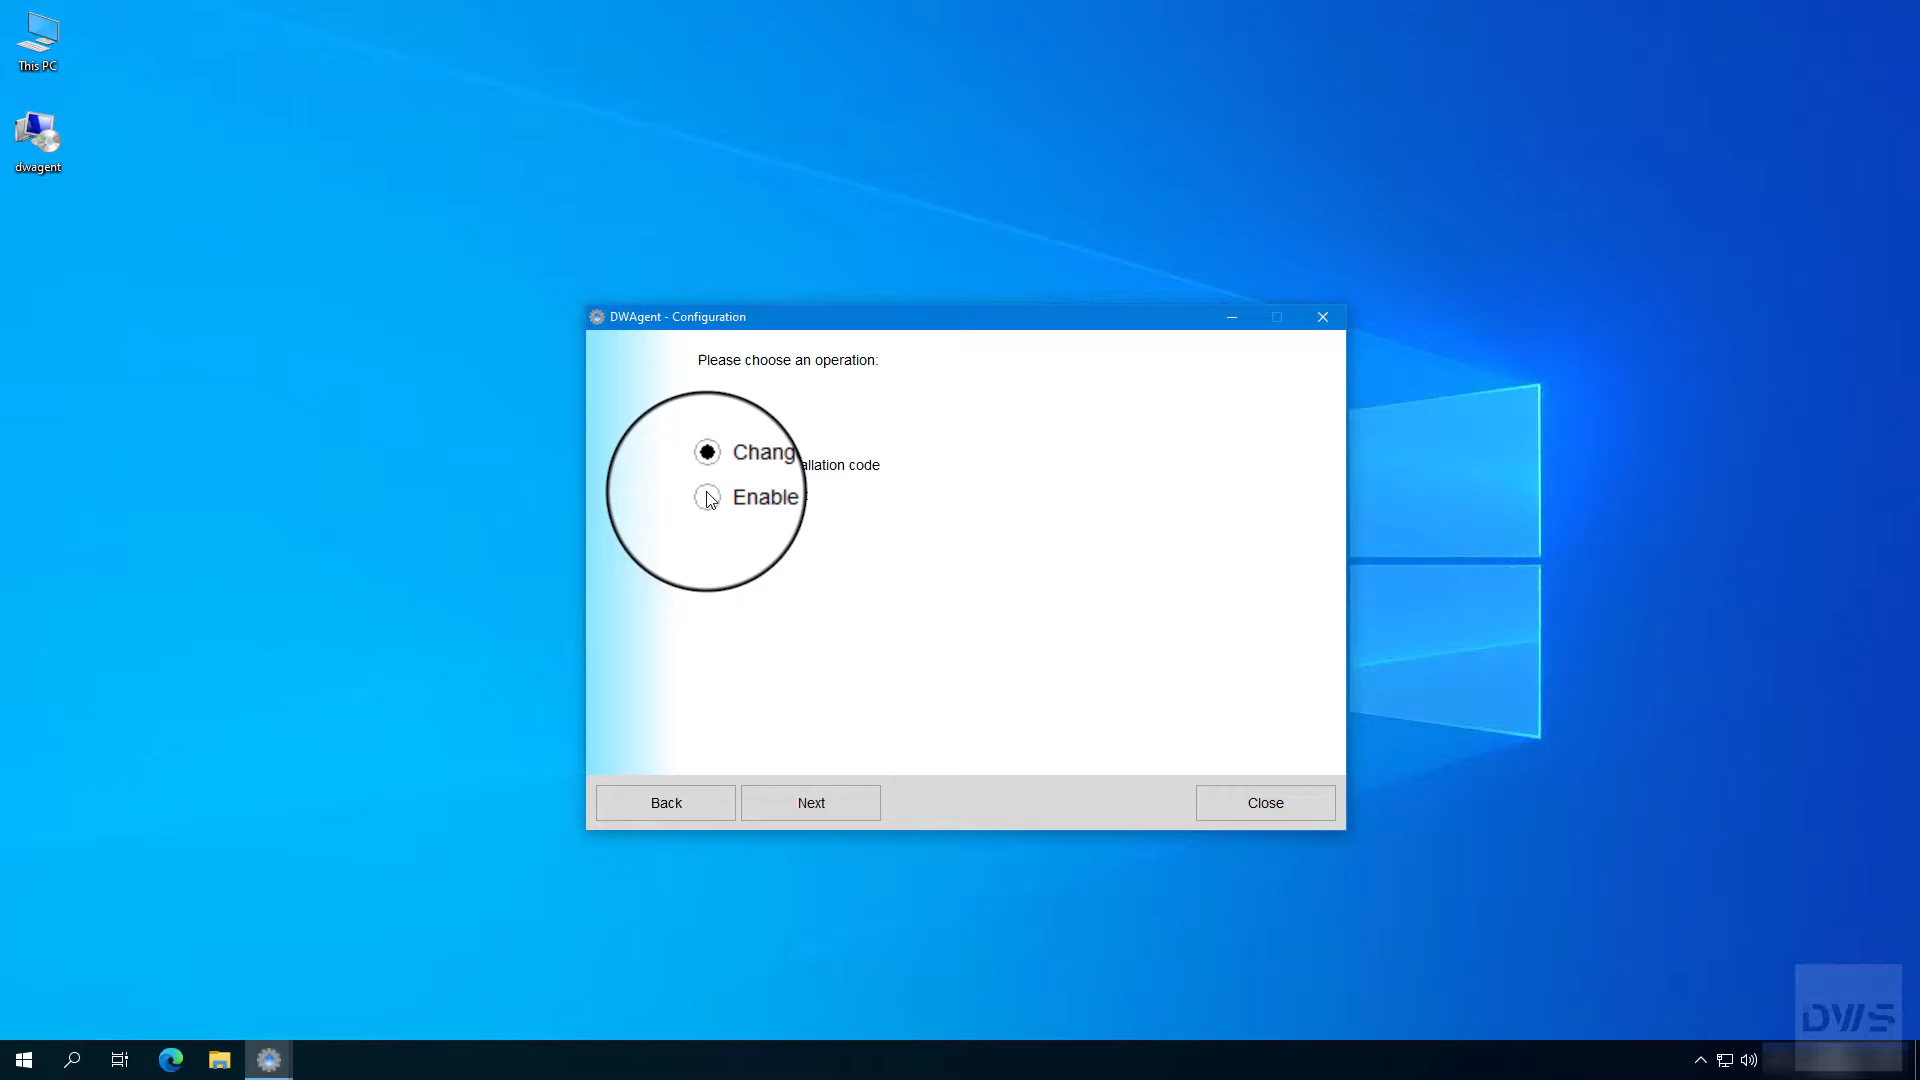 This PC
dwagent
DWAgent - Configuration
Please choose an operation:
Chang
allation code
Enable
Back
Next
Close
DWS